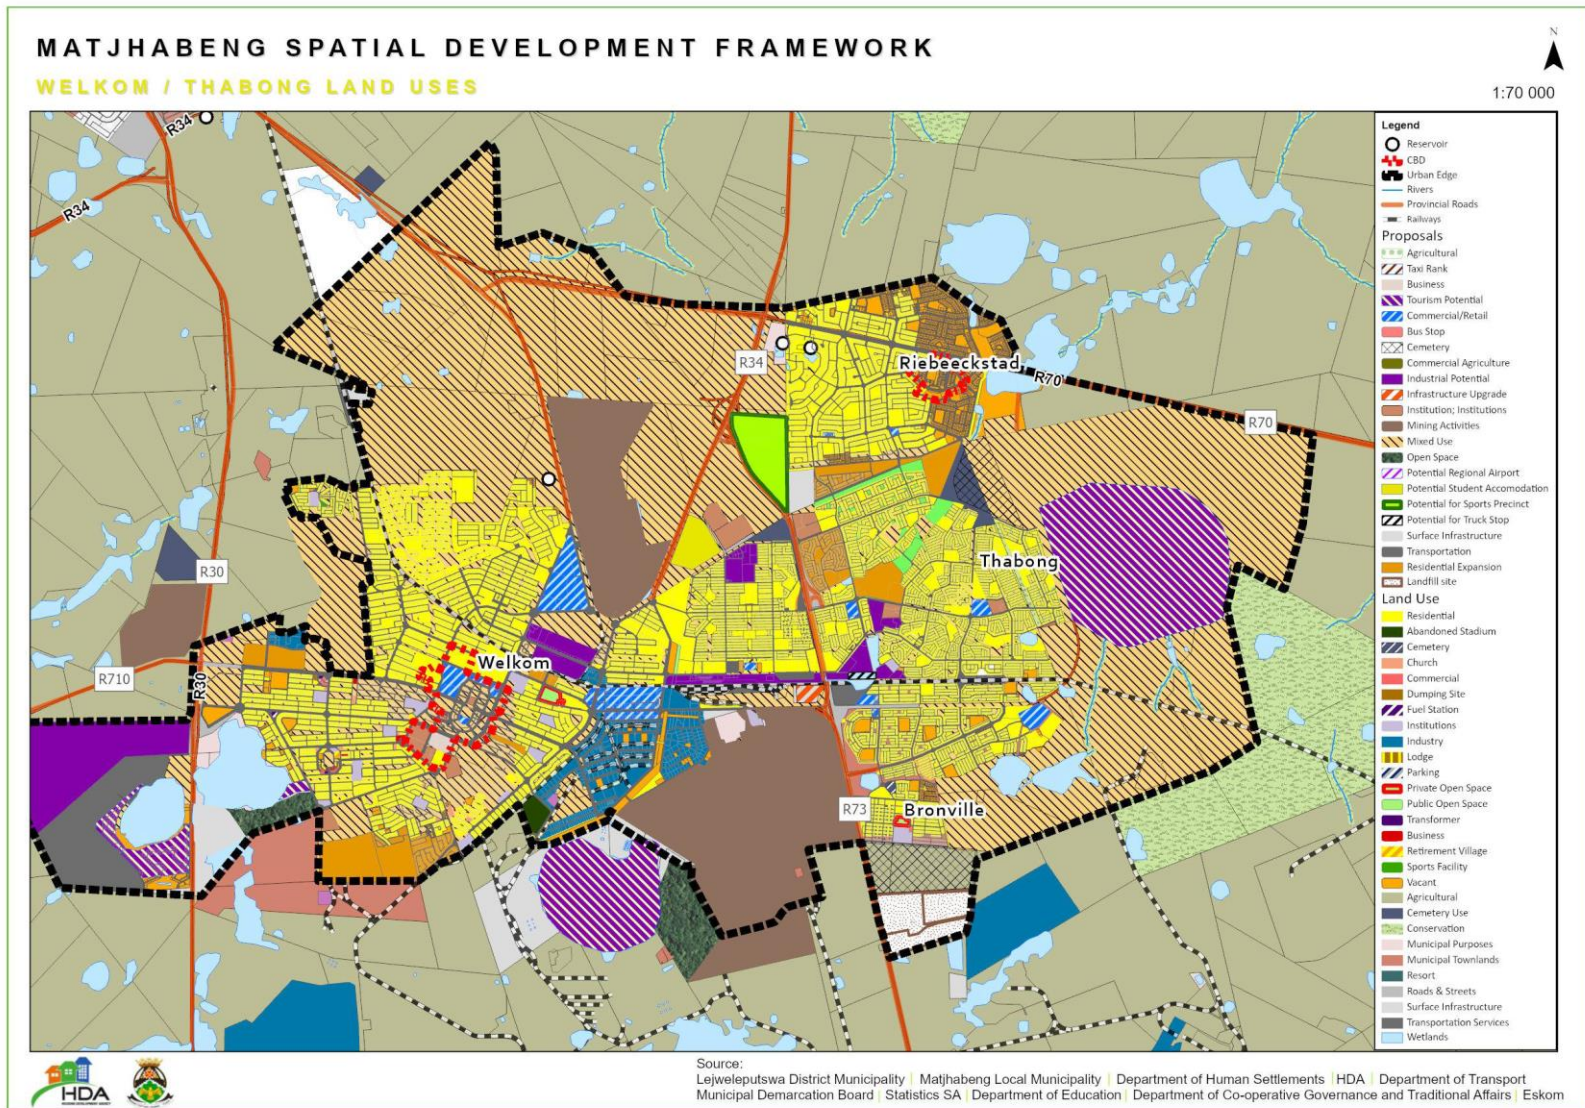 MATJHABENG SPATIAL DEVELOPMENT FRAMEWORK
WELKOM / THABONG LAND USES
N
1:70 000
R34
R34
R34
R70
R70
R30
R30
R710
R73
Riebeeckstad
Thabong
Welkom
Bronville
Legend
Reservoir
CBD
Urban Edge
Rivers
Provincial Roads
Railways
Proposals
Agricultural
Taxi Rank
Business
Tourism Potential
Commercial/Retail
Bus Stop
Cemetery
Commercial Agriculture
Industrial Potential
Infrastructure Upgrade
Institution; Institutions
Mining Activities
Mixed Use
Open Space
Potential Regional Airport
Potential Student Accomodation
Potential for Sports Precinct
Potential for Truck Stop
Surface Infrastructure
Transportation
Residential Expansion
Landfill site
Land Use
Residential
Abandoned Stadium
Cemetery
Church
Commercial
Dumping Site
Fuel Station
Institutions
Industry
Lodge
Parking
Private Open Space
Public Open Space
Transformer
Business
Retirement Village
Sports Facility
Vacant
Agricultural
Cemetery Use
Conservation
Municipal Purposes
Municipal Townlands
Resort
Roads & Streets
Surface Infrastructure
Transportation Services
Wetlands
HDA
Source:
Lejweleputswa District Municipality | Matjhabeng Local Municipality | Department of Human Settlements | HDA | Department of Transport
Municipal Demarcation Board | Statistics SA | Department of Education | Department of Co-operative Governance and Traditional Affairs | Eskom